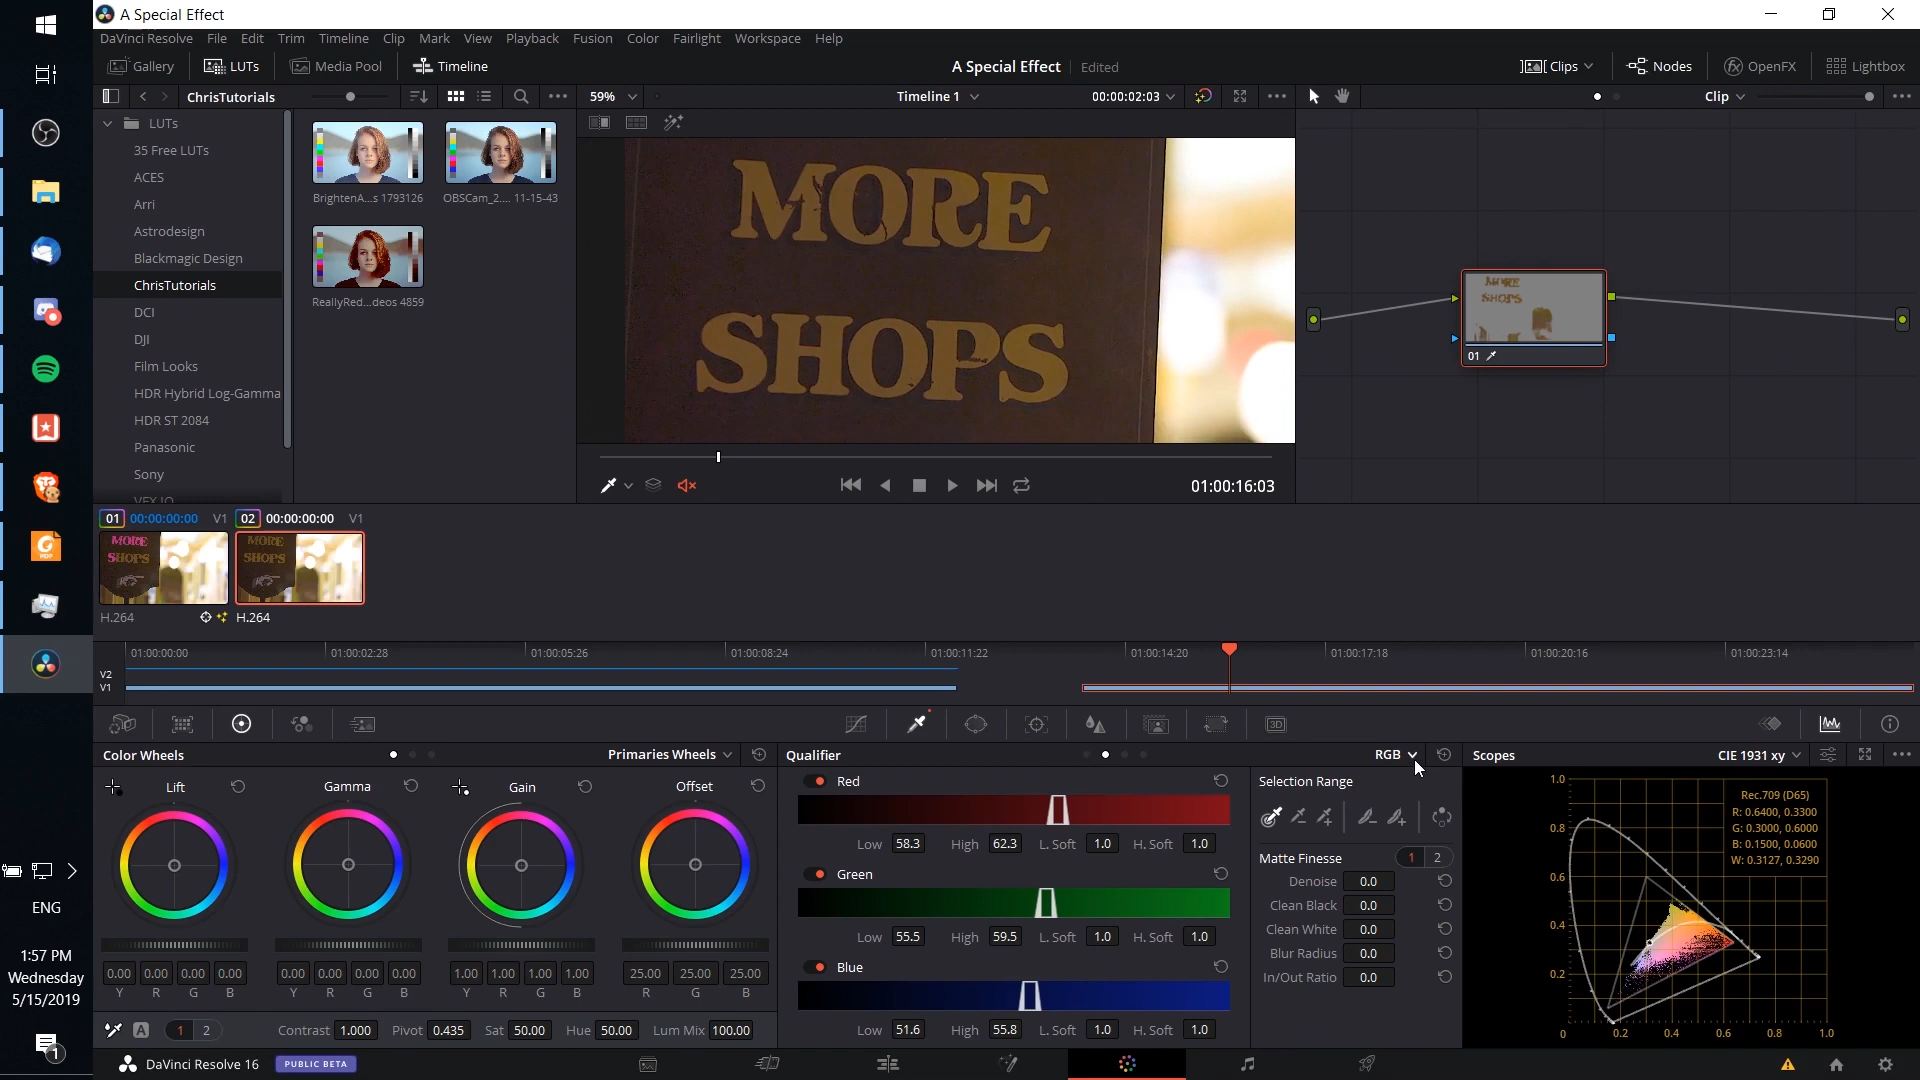 A Special Effect
DaVinci Resolve File Edit Trim Timeline Clip Mark View Playback Fusion Color Fairlight Workspace Help
Gallery LUTs Media Pool Timeline A Special Effect Edited Clips Nodes OpenFX Lightbox
ChrisTutorials 59% Timeline 1 00:00:02:03 Clip
LUTs
35 Free LUTs
ACES
Arri
Astrodesign
Blackmagic Design
ChrisTutorials
DCI
DJI
Film Looks
HDR Hybrid Log-Gamma
HDR ST 2084
Panasonic
Sony
BrightenA...s 1793126 OBSCam_2.... 11-15-43
ReallyRed...deos 4859
MORE
SHOPS
MORE
SHOPS
01
01:00:16:03
01 00:00:00:00 V1 02 00:00:00:00 V1
MORE
SHOPS
MORE
SHOPS
H.264 H.264
01:00:00:00 01:00:02:28 01:00:05:26 01:00:08:24 01:00:11:22 01:00:14:20 01:00:17:18 01:00:20:16 01:00:23:14
V2
V1
3D
Color Wheels Primaries Wheels
Lift Gamma Gain Offset
0.00 0.00 0.00 0.00 0.00 0.00 0.00 0.00 1.00 1.00 1.00 1.00 25.00 25.00 25.00
Y R G B Y R G B Y R G B R G B
A 1 2 Contrast 1.000 Pivot 0.435 Sat 50.00 Hue 50.00 Lum Mix 100.00
Qualifier RGB
Red
Low 58.3 High 62.3 L. Soft 1.0 H. Soft 1.0
Green
Low 55.5 High 59.5 L. Soft 1.0 H. Soft 1.0
Blue
Low 51.6 High 55.8 L. Soft 1.0 H. Soft 1.0
Selection Range
Matte Finesse 1 2
Denoise 0.0
Clean Black 0.0
Clean White 0.0
Blur Radius 0.0
In/Out Ratio 0.0
Scopes CIE 1931 xy
Rec.709 (D65)
R: 0.6400, 0.3300
G: 0.3000, 0.6000
B: 0.1500, 0.0600
W: 0.3127, 0.3290
1.0
0.8
0.6
0.4
0.2
0 0.2 0.4 0.6 0.8 1.0
DaVinci Resolve 16 PUBLIC BETA
PDF
ENG
1:57 PM
Wednesday
5/15/2019
1